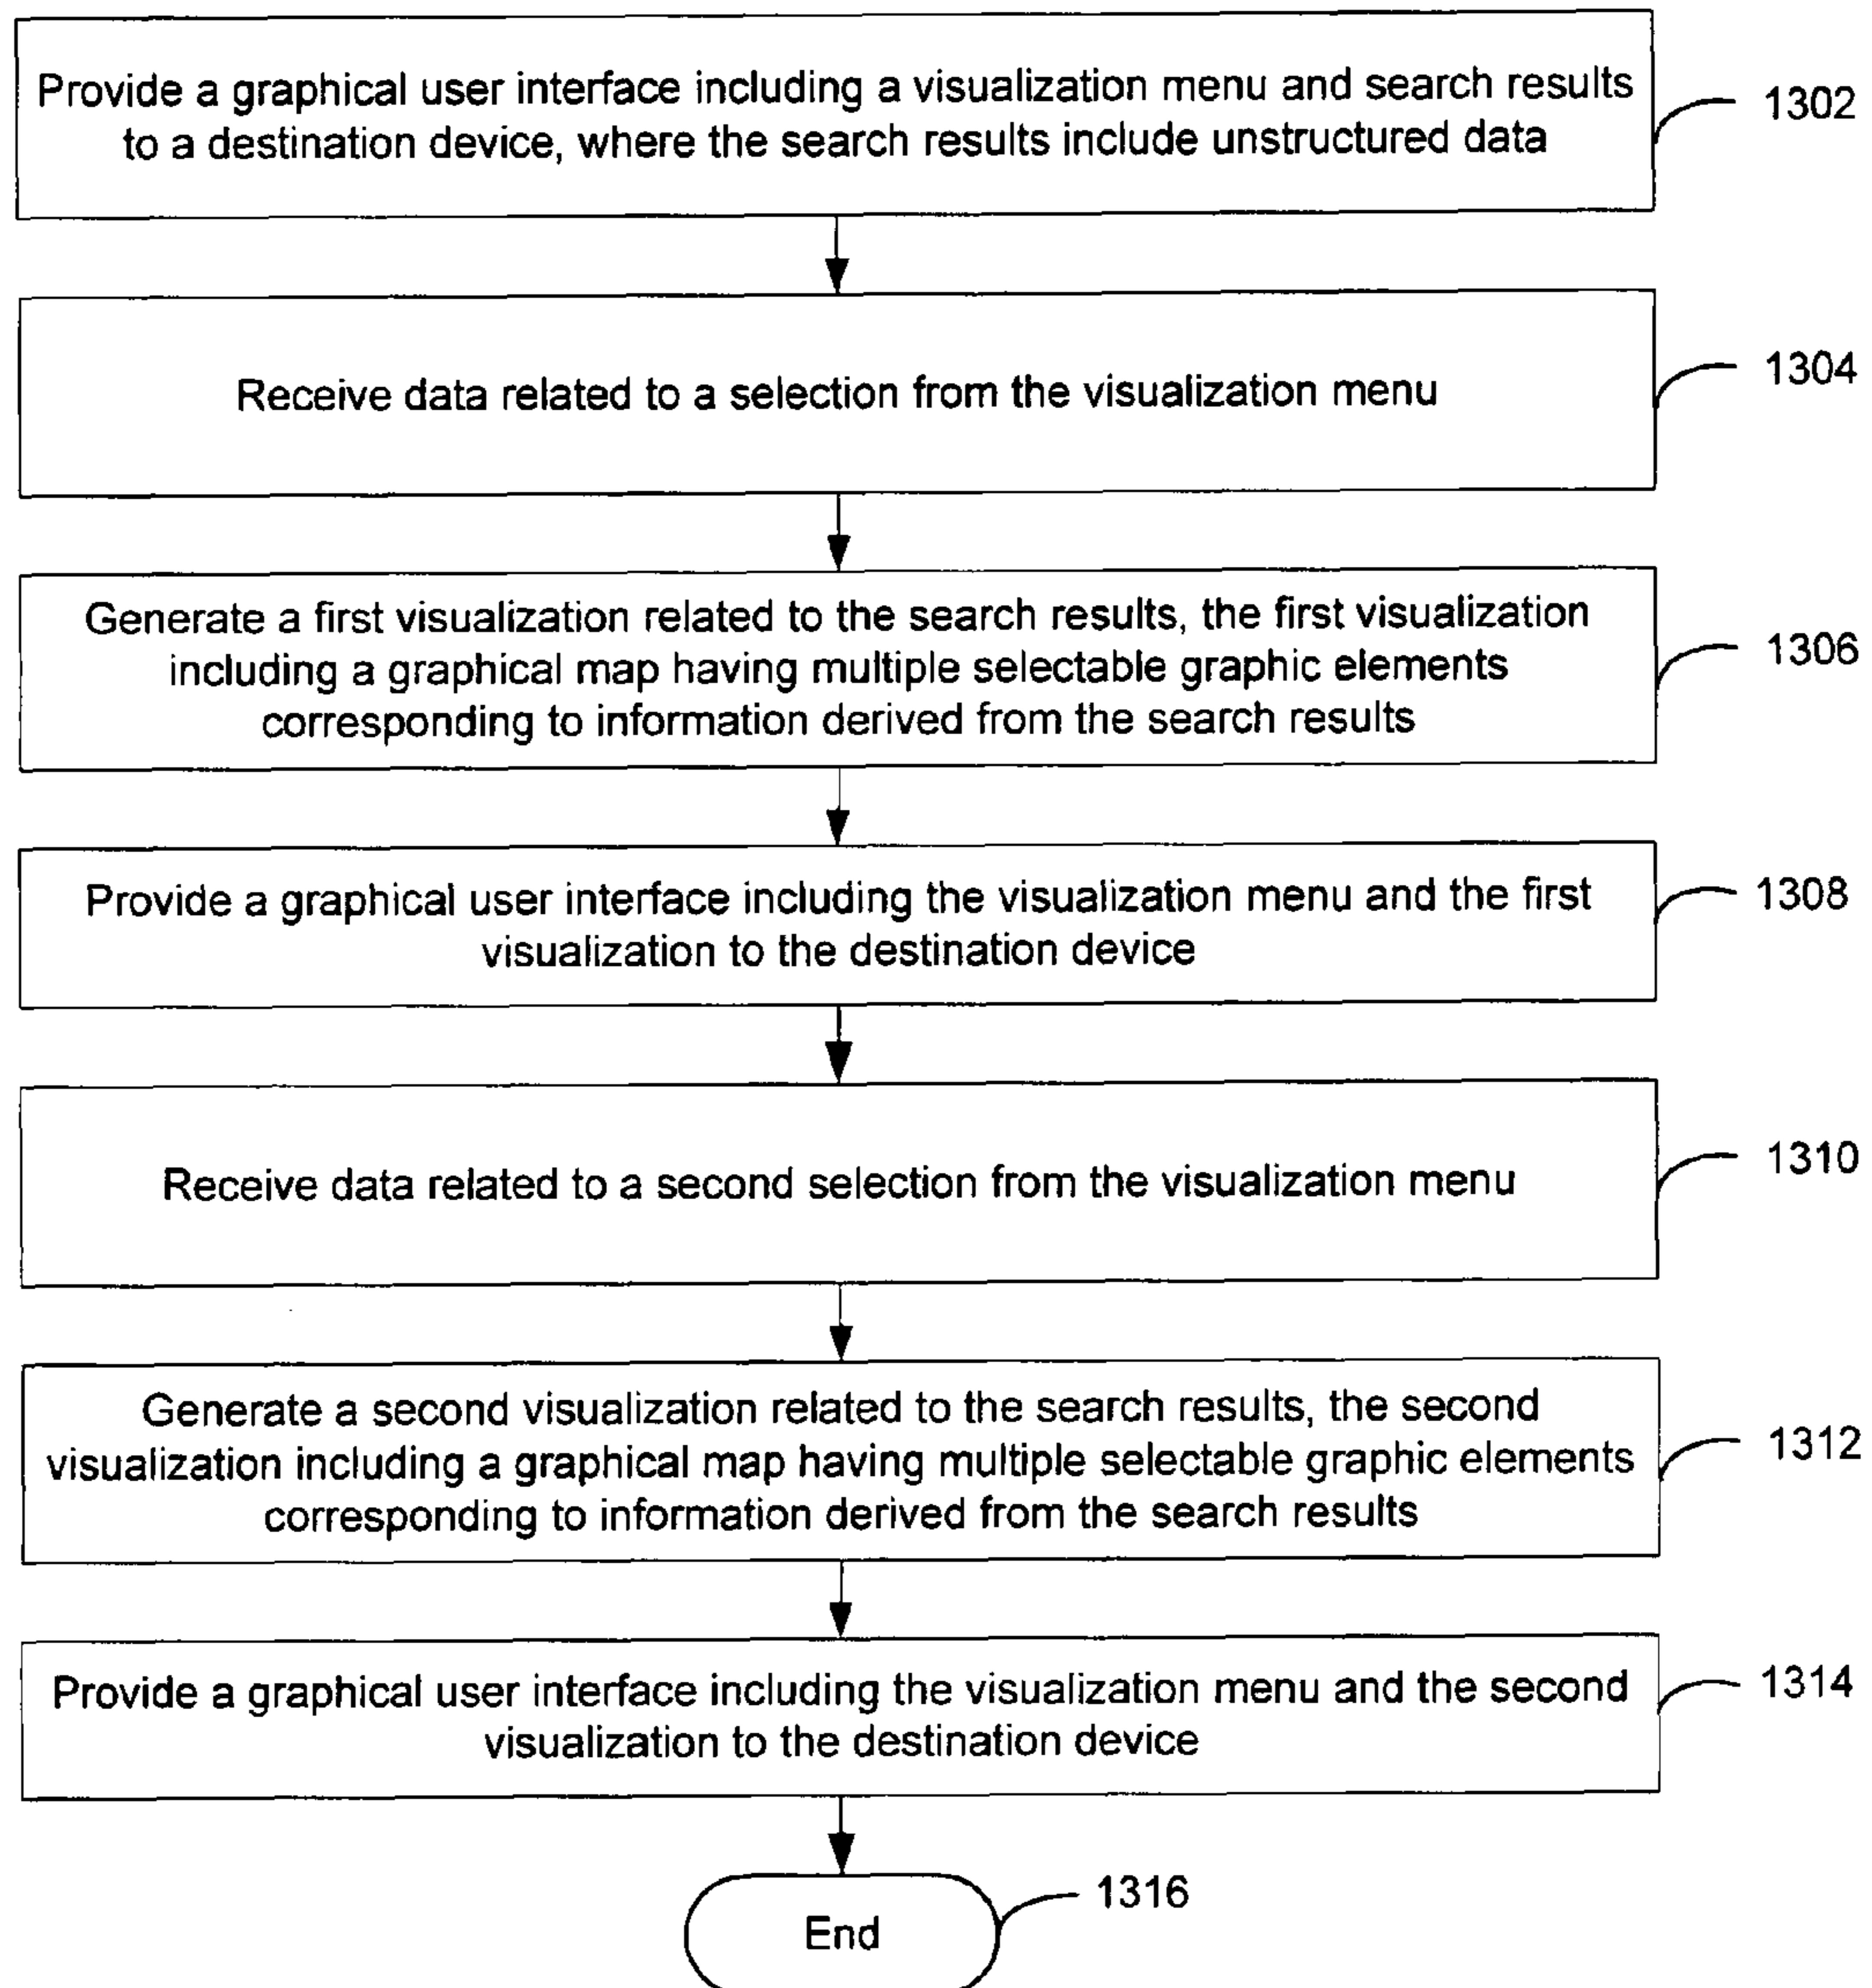 Provide a graphical user interface including a visualization menu and search results
to a destination device, where the search results include unstructured data
1302
Receive data related to a selection from the visualization menu
1304
Generate a first visualization related to the search results, the first visualization
including a graphical map having multiple selectable graphic elements
corresponding to information derived from the search results
1306
Provide a graphical user interface including the visualization menu and the first
visualization to the destination device
1308
Receive data related to a second selection from the visualization menu
1310
Generate a second visualization related to the search results, the second
visualization including a graphical map having multiple selectable graphic elements
corresponding to information derived from the search results
1312
Provide a graphical user interface including the visualization menu and the second
visualization to the destination device
1314
End
1316